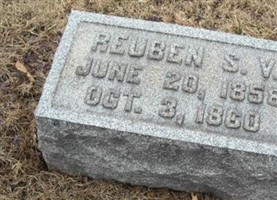 REUBEN S.
JUNE 20, 1858
OCT. 3, 1860